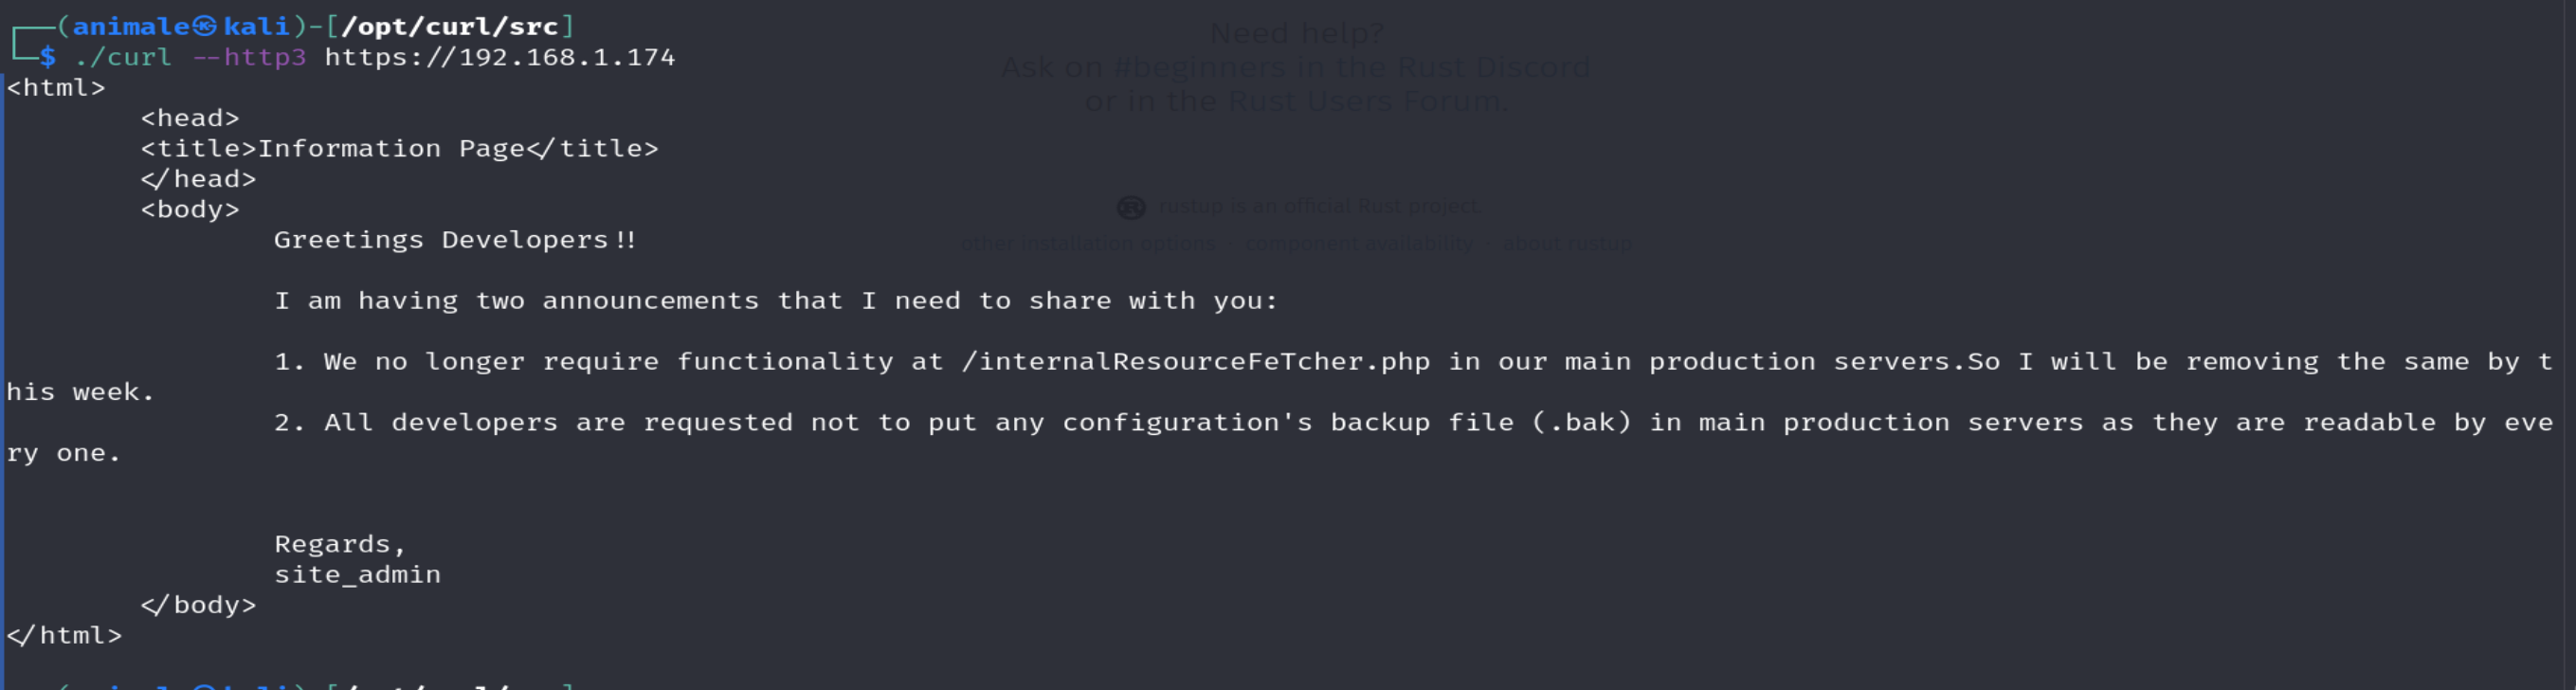 ┌──(animale㉿kali)-[/opt/curl/src]
└─$ ./curl --http3 https://192.168.1.174
<html>
<head>
<title>Information Page</title>
</head>
<body>
Greetings Developers!!
I am having two announcements that I need to share with you:
1. We no longer require functionality at /internalResourceFeTcher.php in our main production servers.So I will be removing the same by t
his week.
2. All developers are requested not to put any configuration's backup file (.bak) in main production servers as they are readable by eve
ry one.
Regards,
site_admin
</body>
</html>
Need help?
Ask on #beginners in the Rust Discord
or in the Rust Users Forum.
rustup is an official Rust project
other installation options · component availability · about rustup